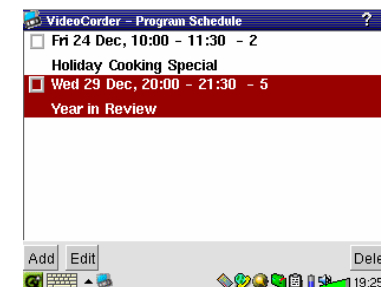 VideoCorder - Program Schedule ?
Fri 24 Dec, 10:00 - 11:30 - 2
Holiday Cooking Special
Wed 29 Dec, 20:00 - 21:30 - 5
Year in Review
Add Edit Dele
19:25